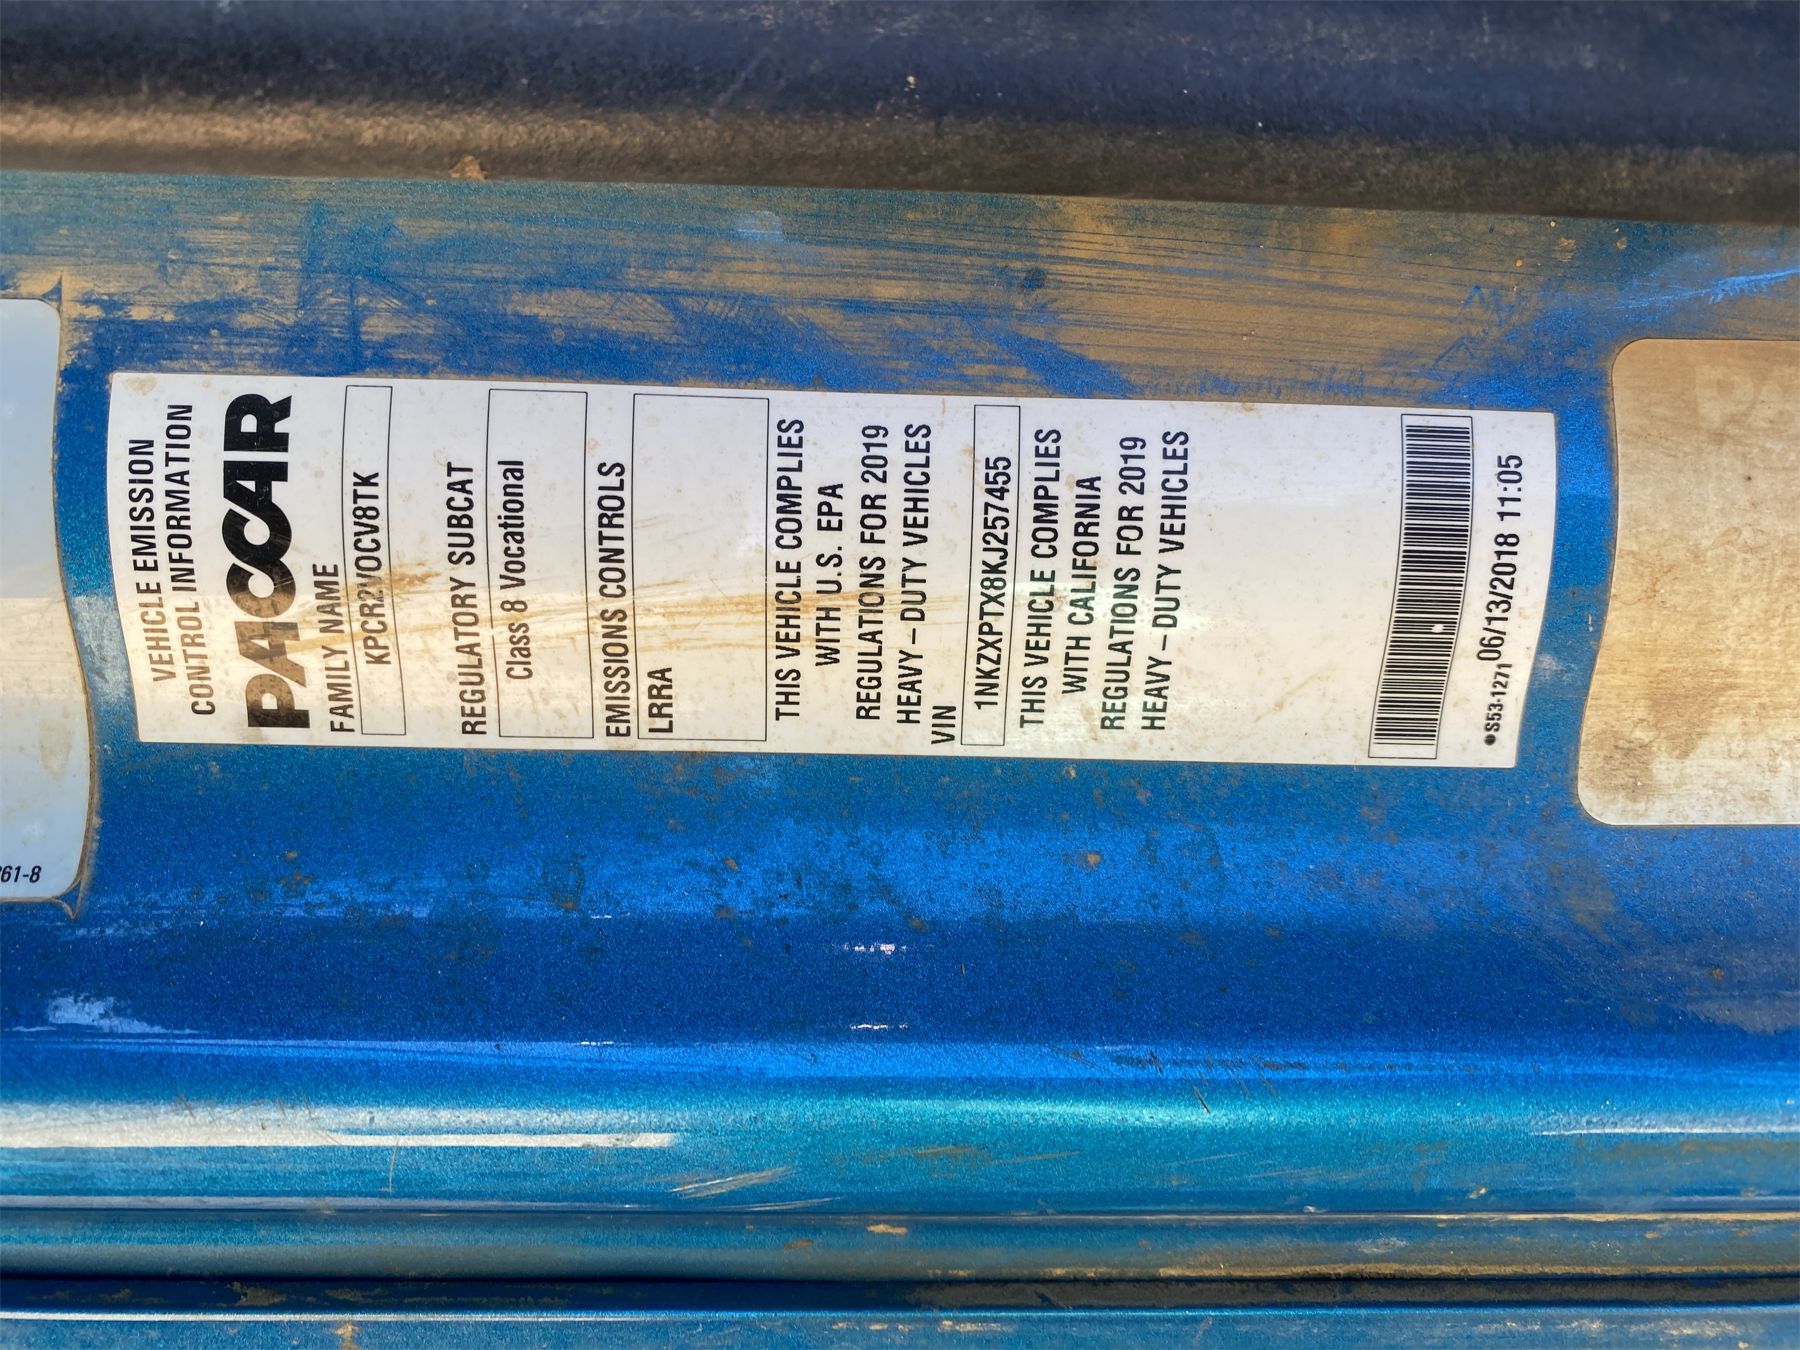 VEHICLE EMISSION
CONTROL INFORMATION
PACCAR
FAMILY NAME
KPCR2VOCV8TK
REGULATORY SUBCAT
Class 8 Vocational
EMISSIONS CONTROLS
LRRA
THIS VEHICLE COMPLIES
WITH U.S. EPA
REGULATIONS FOR 2019
HEAVY-DUTY VEHICLES
VIN
1NKZXPTX8KJ257455
THIS VEHICLE COMPLIES
WITH CALIFORNIA
REGULATIONS FOR 2019
HEAVY-DUTY VEHICLES
●S53-1271 06/13/2018 11:05
61-8
PA